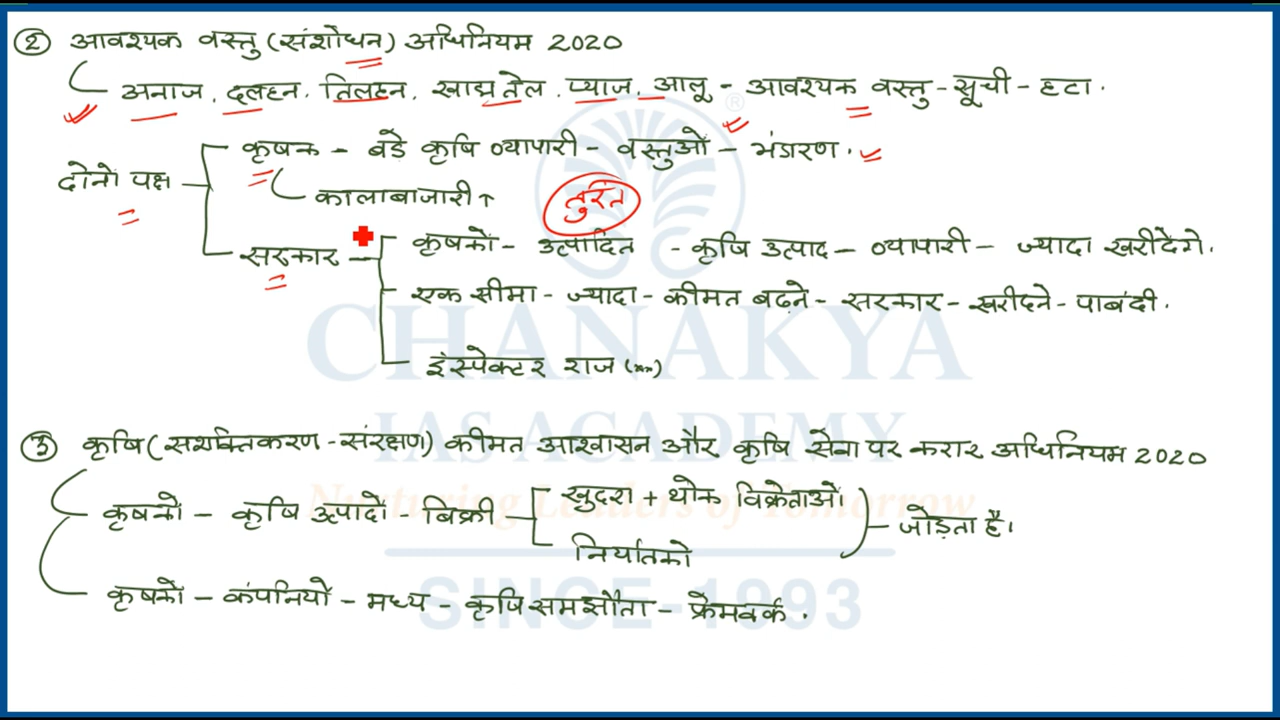 ② आवश्यक वस्तु (संशोधन) अधिनियम 2020
अनाज, दलहन, तिलहन, खाद्य तेल, प्याज, आलू - आवश्यक वस्तु - सूची - हटा.
दोनो पक्ष
कृषक - बडे कृषि व्यापारी - वस्तुओ - भंडारण.
कालाबाजारी ↑
तुरंत
सरकार
कृषको - उत्पादित - कृषि उत्पाद - व्यापारी - ज्यादा खरीदेगे.
एक सीमा - ज्यादा - कीमत बढ़ने - सरकार - खरीदने - पाबंदी.
इंस्पेक्टर राज
③ कृषि (सशक्तिकरण - संरक्षण) कीमत आश्वासन और कृषि सेवा पर करार अधिनियम 2020
कृषको - कृषि उत्पादो - बिक्री
खुदरा + थोक विक्रेताओ
निर्यातको
जोड़ता है।
कृषको - कंपनियो - मध्य - कृषि समझौता - फ्रेमवर्क.
®
CHANAKYA
IAS ACADEMY
Nurturing Leaders of Tomorrow
SINCE-1993